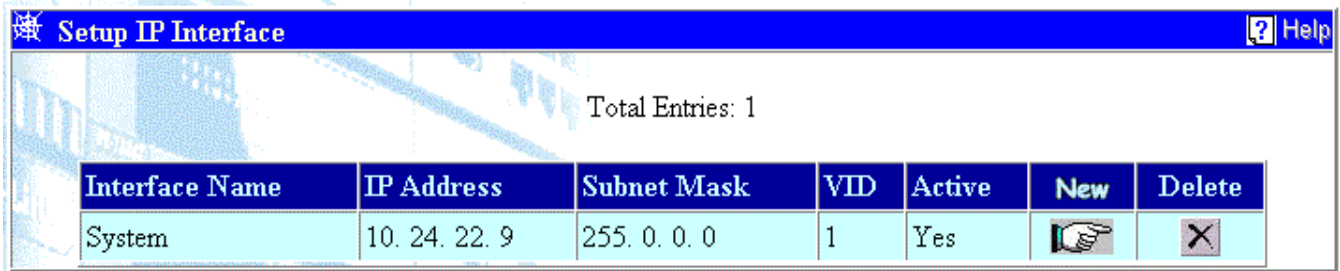 Setup IP Interface ? Help
Total Entries: 1
Interface Name IP Address Subnet Mask VID Active New Delete
System 10. 24. 22. 9 255. 0. 0. 0 1 Yes